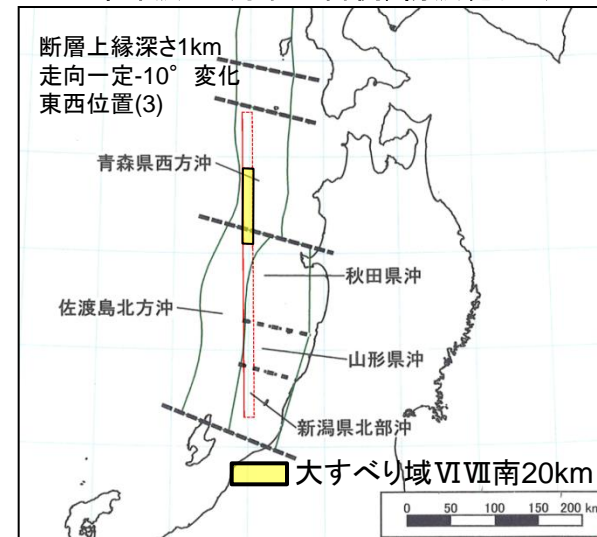 断層上縁深さ1km
走向一定-10°変化
東西位置(3)
青森県西方沖
秋田県沖
佐渡島北方沖
山形県沖
新潟県北部沖
大すべり域ⅥⅦ南20km
0 50 100 150 200 km